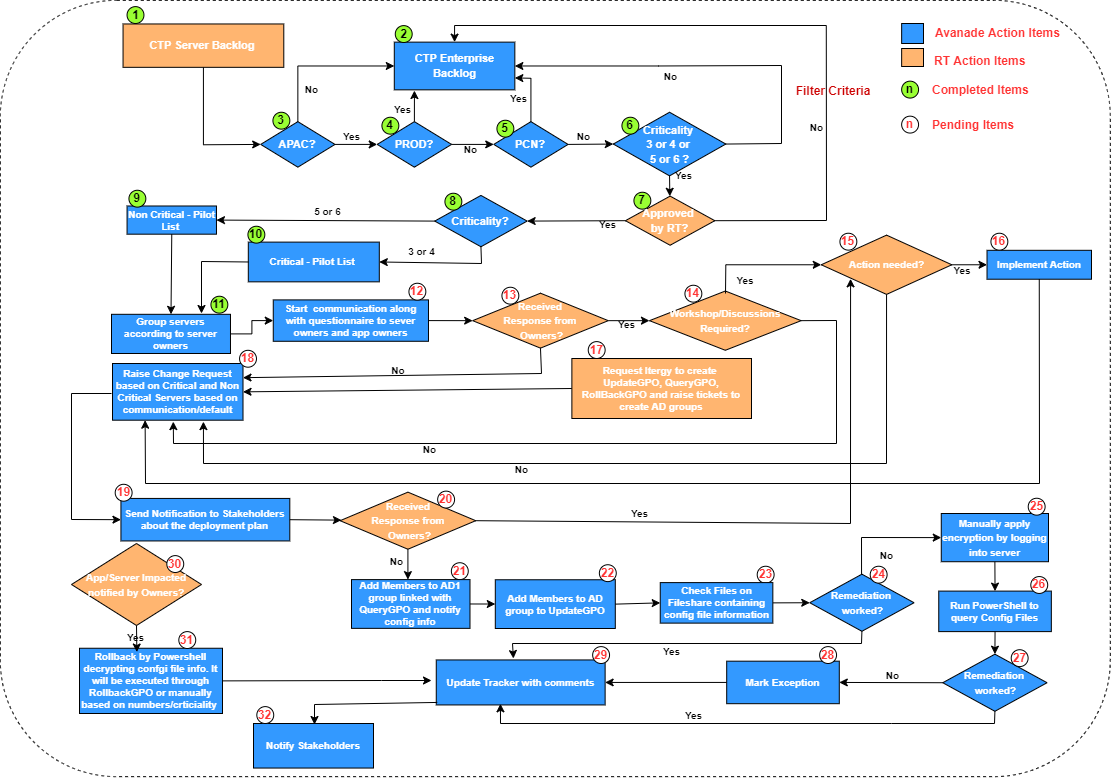 1
CTP Server Backlog
2
CTP Enterprise
Backlog
Avanade Action Items
RT Action Items
n
Completed Items
n
Pending Items
Filter Criteria
No
Yes
Yes
No
3
APAC?
Yes
4
PROD?
No
5
PCN?
No
6
Criticality
3 or 4 or
5 or 6 ?
No
Yes
7
Approved
by RT?
Yes
8
Criticality?
5 or 6
3 or 4
9
Non Critical - Pilot
List
10
Critical - Pilot List
11
Group servers
according to server
owners
12
Start communication along
with questionnaire to sever
owners and app owners
13
Received
Response from
Owners?
Yes
14
Workshop/Discussions
Required?
Yes
15
Action needed?
Yes
16
Implement Action
17
Request Itergy to create
UpdateGPO, QueryGPO,
RollBackGPO and raise tickets to
create AD groups
No
18
Raise Change Request
based on Critical and Non
Critical Servers based on
communication/default
No
No
19
Send Notification to Stakeholders
about the deployment plan
20
Received
Response from
Owners?
Yes
No
21
Add Members to AD1
group linked with
QueryGPO and notify
config info
22
Add Members to AD
group to UpdateGPO
23
Check Files on
Fileshare containing
config file information
24
Remediation
worked?
No
Yes
25
Manually apply
encryption by logging
into server
26
Run PowerShell to
query Config Files
27
Remediation
worked?
No
Yes
28
Mark Exception
29
Update Tracker with comments
30
App/Server Impacted
notified by Owners?
Yes
31
Rollback by Powershell
decrypting confgi file info. It
will be executed through
RollbackGPO or manually
based on numbers/crticiality
32
Notify Stakeholders